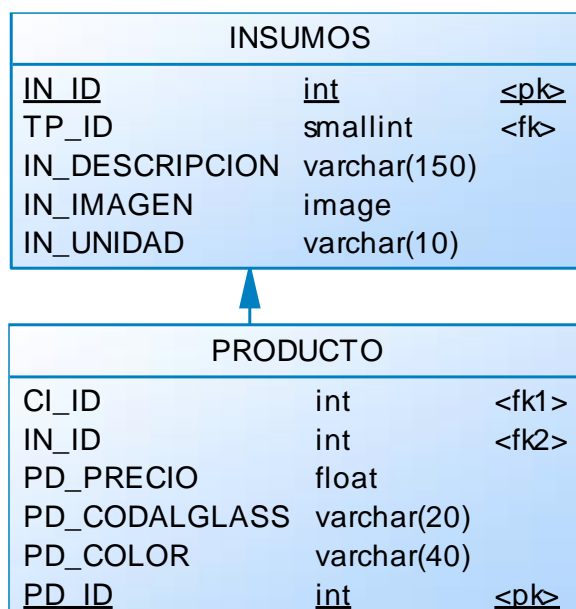 INSUMOS
IN_ID int <pk>
TP_ID smallint <fk>
IN_DESCRIPCION varchar(150)
IN_IMAGEN image
IN_UNIDAD varchar(10)
PRODUCTO
CI_ID int <fk1>
IN_ID int <fk2>
PD_PRECIO float
PD_CODALGLASS varchar(20)
PD_COLOR varchar(40)
PD_ID int <pk>